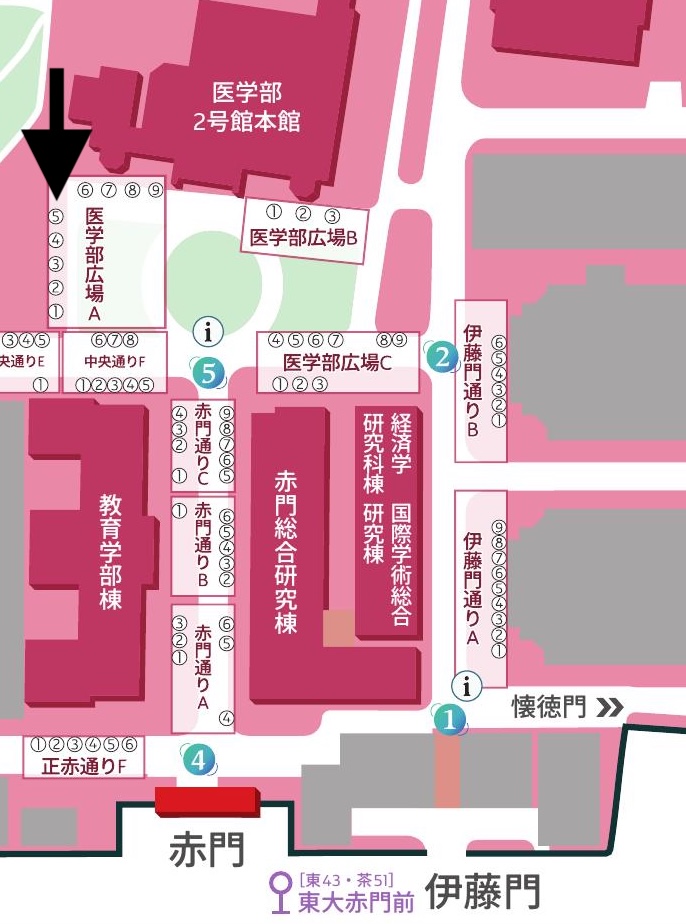 医学部
2号館本館
⑥ ⑦ ⑧ ⑨
⑤
④
③
②
①
医学部広場A
① ② ③
医学部広場B
③④⑤
央通りE
①
⑥⑦⑧
中央通りF
①②③④⑤
i
5
④⑤⑥⑦ ⑧⑨
医学部広場C
①②③
2
伊藤門通りB
⑥
⑤
④
③
②
①
④
③
②
①
赤門通りC
⑨
⑧
⑦
⑥
⑤
①
赤門通りB
⑥
⑤
④
③
②
③
②
①
赤門通りA
⑥
⑤
④
教育学部棟
赤門総合研究棟
経済学
研究科棟
国際学術総合
研究棟
伊藤門通りA
⑨
⑧
⑦
⑥
⑤
④
③
②
①
i
1
懐徳門 »
①②③④⑤⑥
正赤通りF
4
赤門
[東43・茶51]
東大赤門前
伊藤門